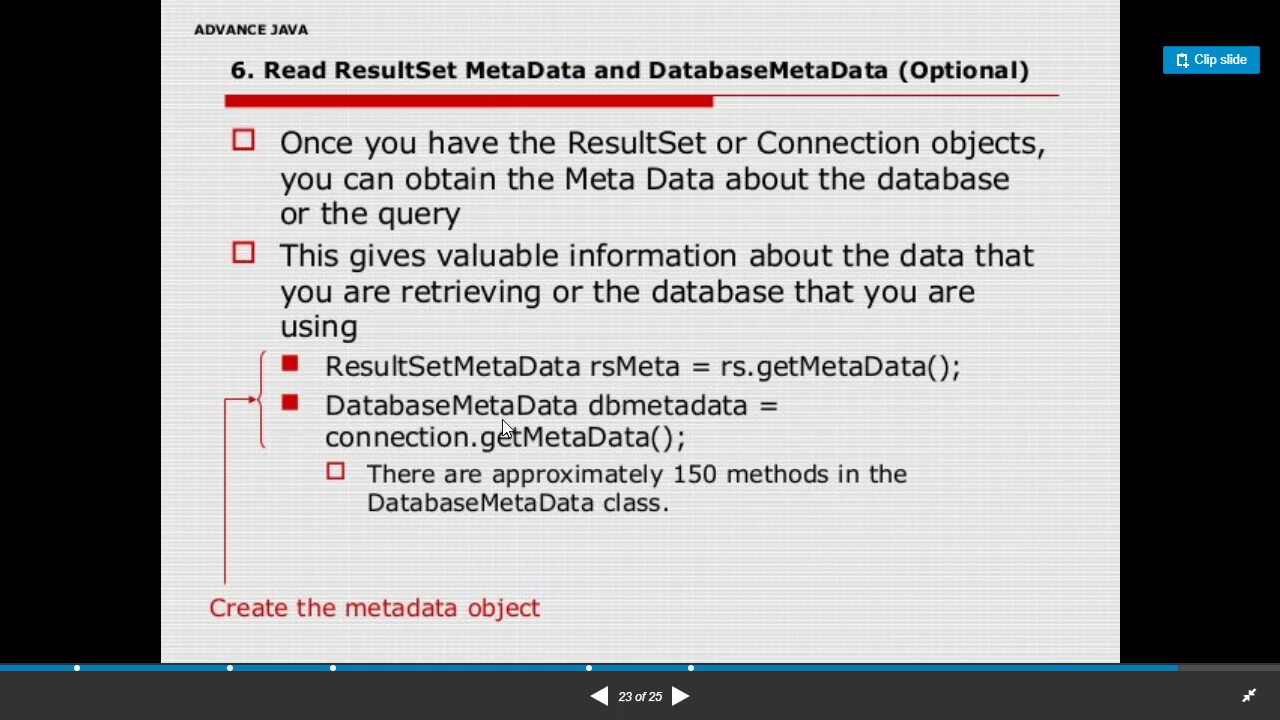 ADVANCE JAVA
Clip slide
6. Read ResultSet MetaData and DatabaseMetaData (Optional)
Once you have the ResultSet or Connection objects,
you can obtain the Meta Data about the database
or the query
This gives valuable information about the data that
you are retrieving or the database that you are
using
ResultSetMetaData rsMeta = rs.getMetaData();
DatabaseMetaData dbmetadata =
connection.getMetaData();
There are approximately 150 methods in the
DatabaseMetaData class.
Create the metadata object
23 of 25